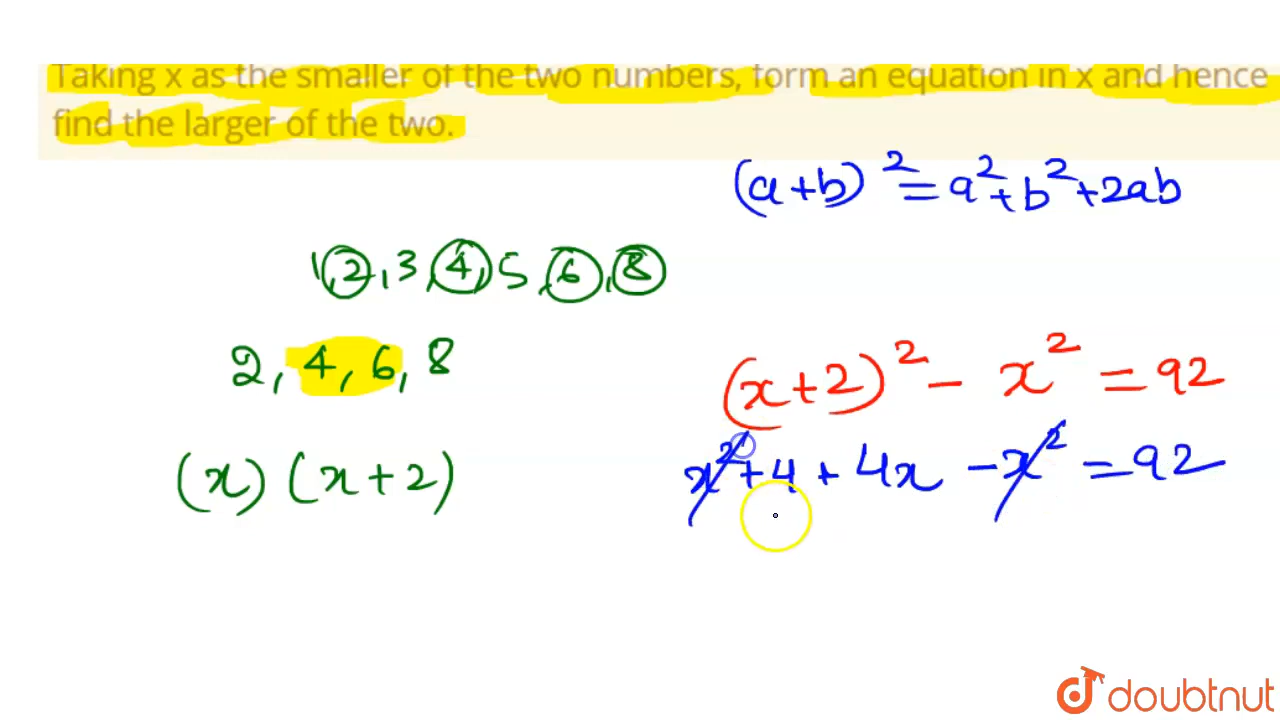 Taking x as the smaller of the two numbers, form an equation in x and hence
find the larger of the two.
(a+b)² = a²+b²+2ab
1,2,3,4,5,6,8
2, 4, 6, 8
(x+2)² - x² = 92
(x) (x+2)
x²+4+4x-x²=92
doubtnut